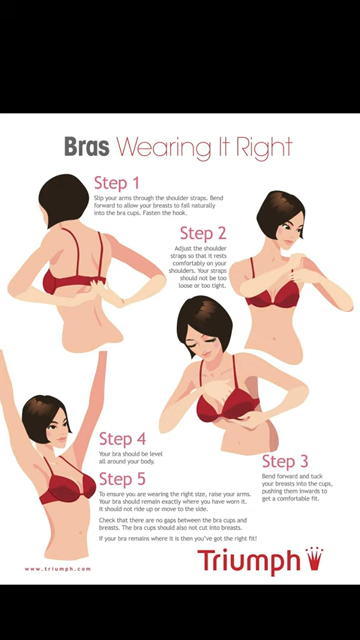 Bras Wearing It Right
Step 1
Slip your arms through the shoulder straps. Bend
forward to allow your breasts to fall naturally
into the bra cups. Fasten the hook.
Step 2
Adjust the shoulder
straps so that it rests
comfortably on your
shoulders. Your straps
should not be too
loose or too tight.
Step 3
Bend forward and tuck
your breasts into the cups,
pushing them inwards to
get a comfortable fit.
Step 4
Your bra should be level
all around your body.
Step 5
To ensure you are wearing the right size, raise your arms.
Your bra should remain exactly where you have worn it.
It should not ride up or move to the side.
Check that there are no gaps between the bra cups and
breasts. The bra cups should also not cut into breasts.
If your bra remains where it is then you've got the right fit!
www.triumph.com
Triumph